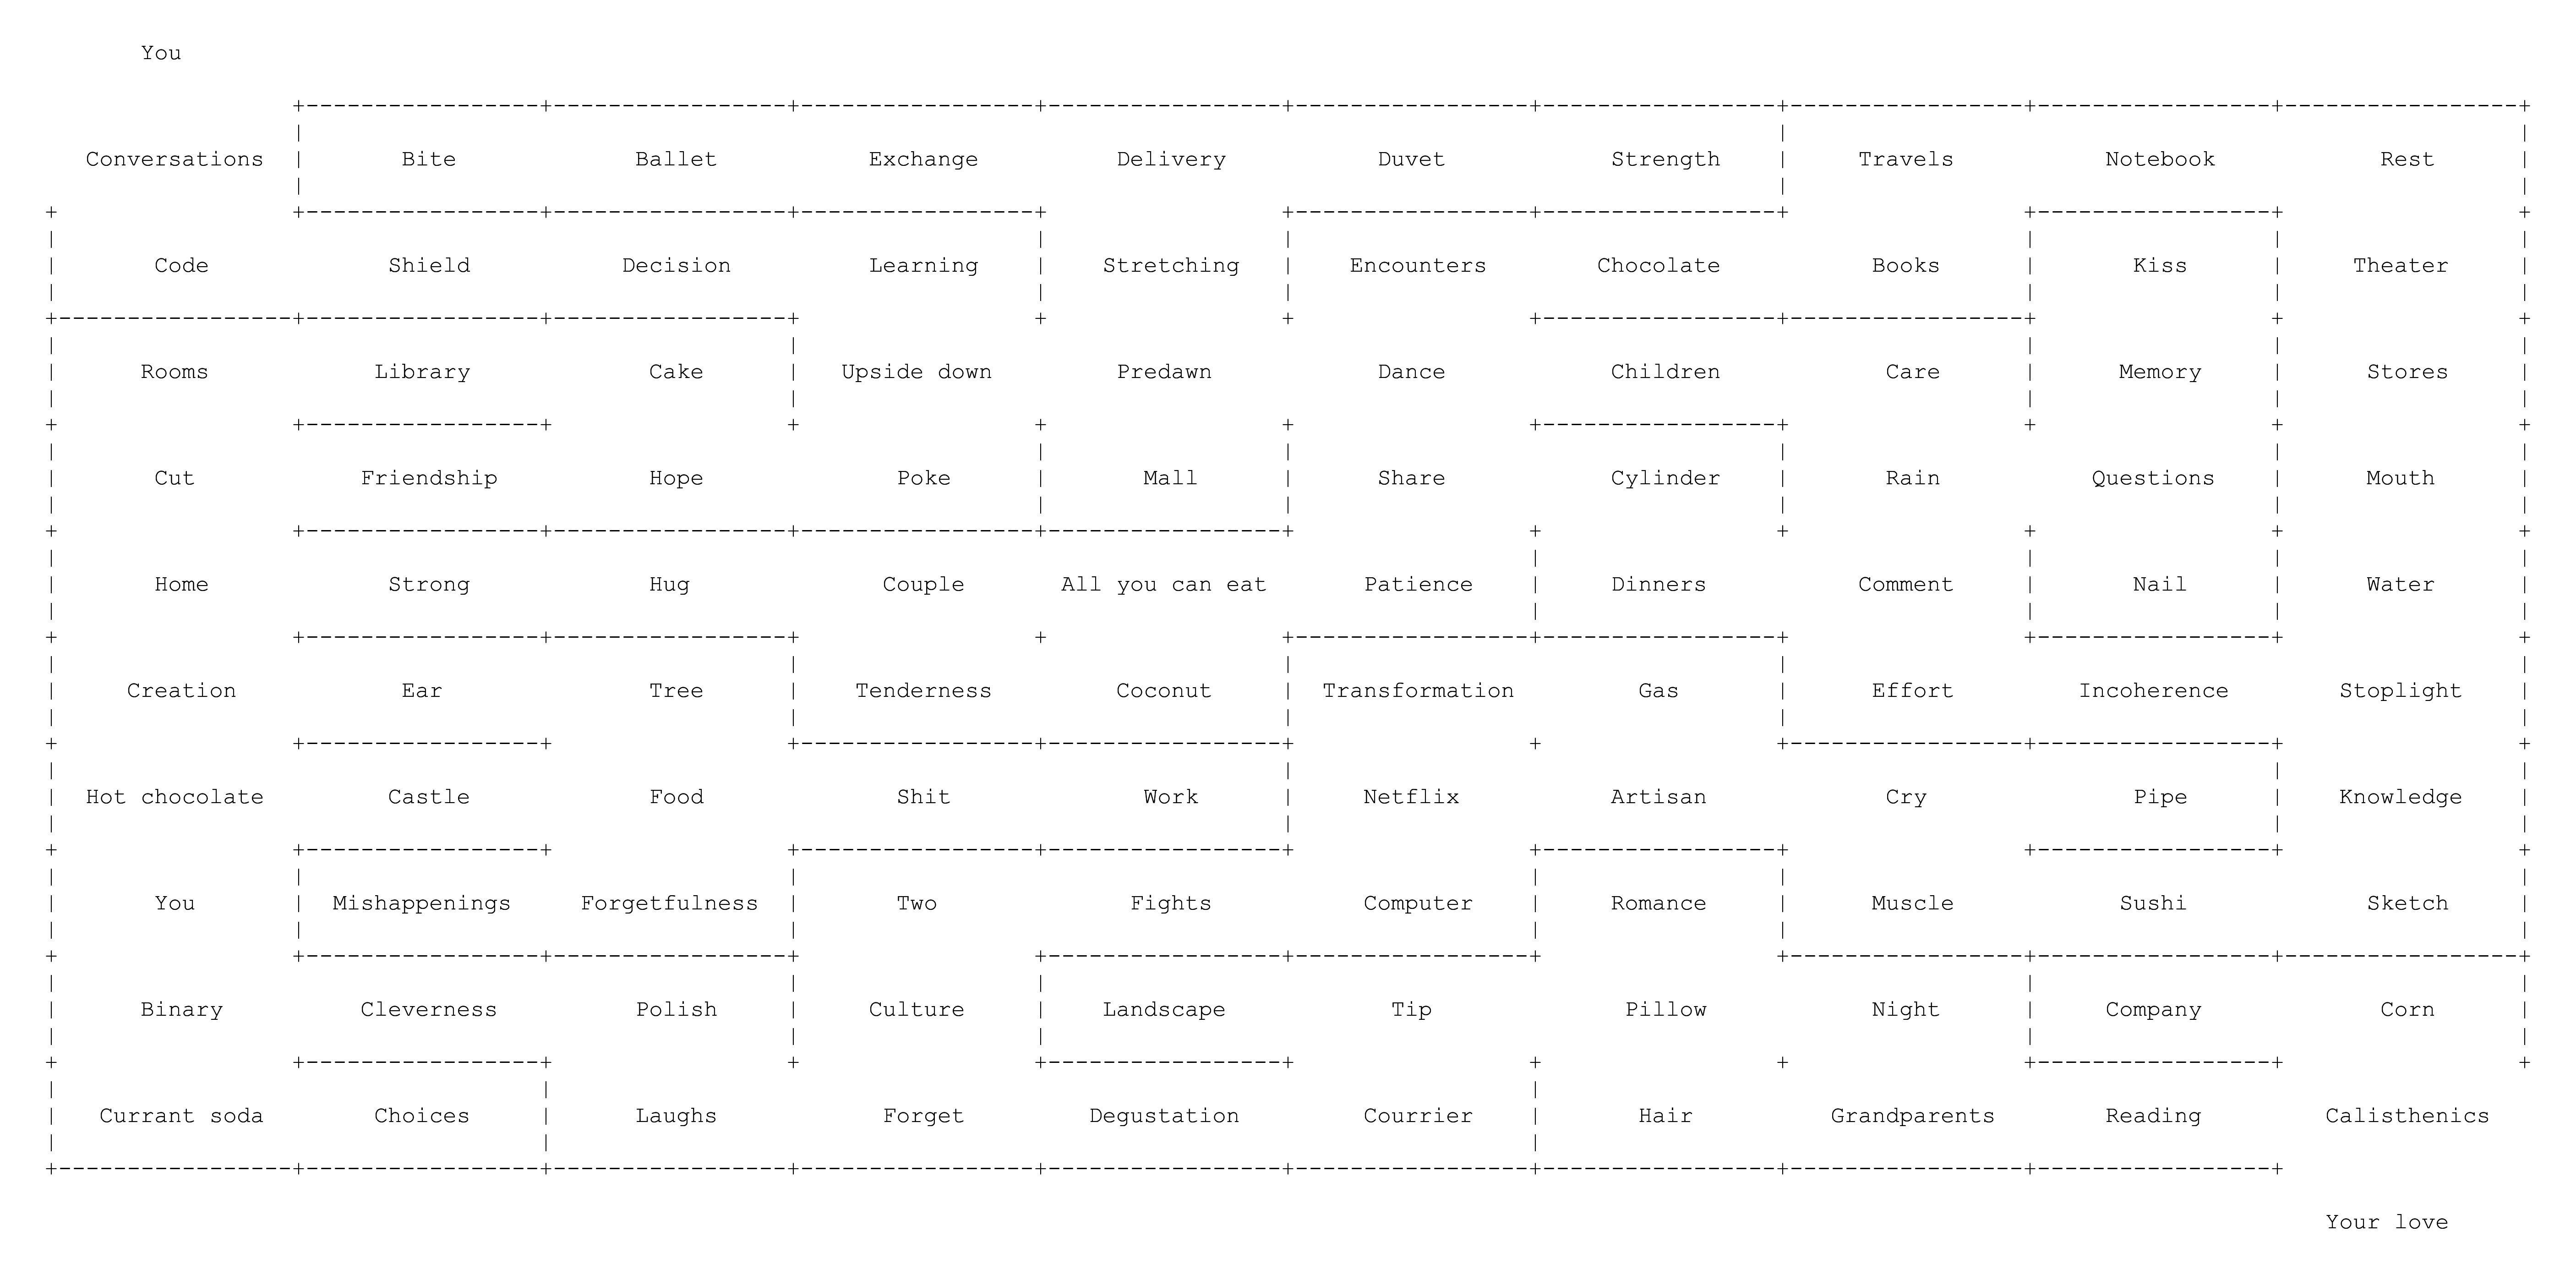 You
Conversations Bite Ballet Exchange Delivery Duvet Strength Travels Notebook Rest
Code Shield Decision Learning Stretching Encounters Chocolate Books Kiss Theater
Rooms Library Cake Upside down Predawn Dance Children Care Memory Stores
Cut Friendship Hope Poke Mall Share Cylinder Rain Questions Mouth
Home Strong Hug Couple All you can eat Patience Dinners Comment Nail Water
Creation Ear Tree Tenderness Coconut Transformation Gas Effort Incoherence Stoplight
Hot chocolate Castle Food Shit Work Netflix Artisan Cry Pipe Knowledge
You Mishappenings Forgetfulness Two Fights Computer Romance Muscle Sushi Sketch
Binary Cleverness Polish Culture Landscape Tip Pillow Night Company Corn
Currant soda Choices Laughs Forget Degustation Courrier Hair Grandparents Reading Calisthenics
Your love